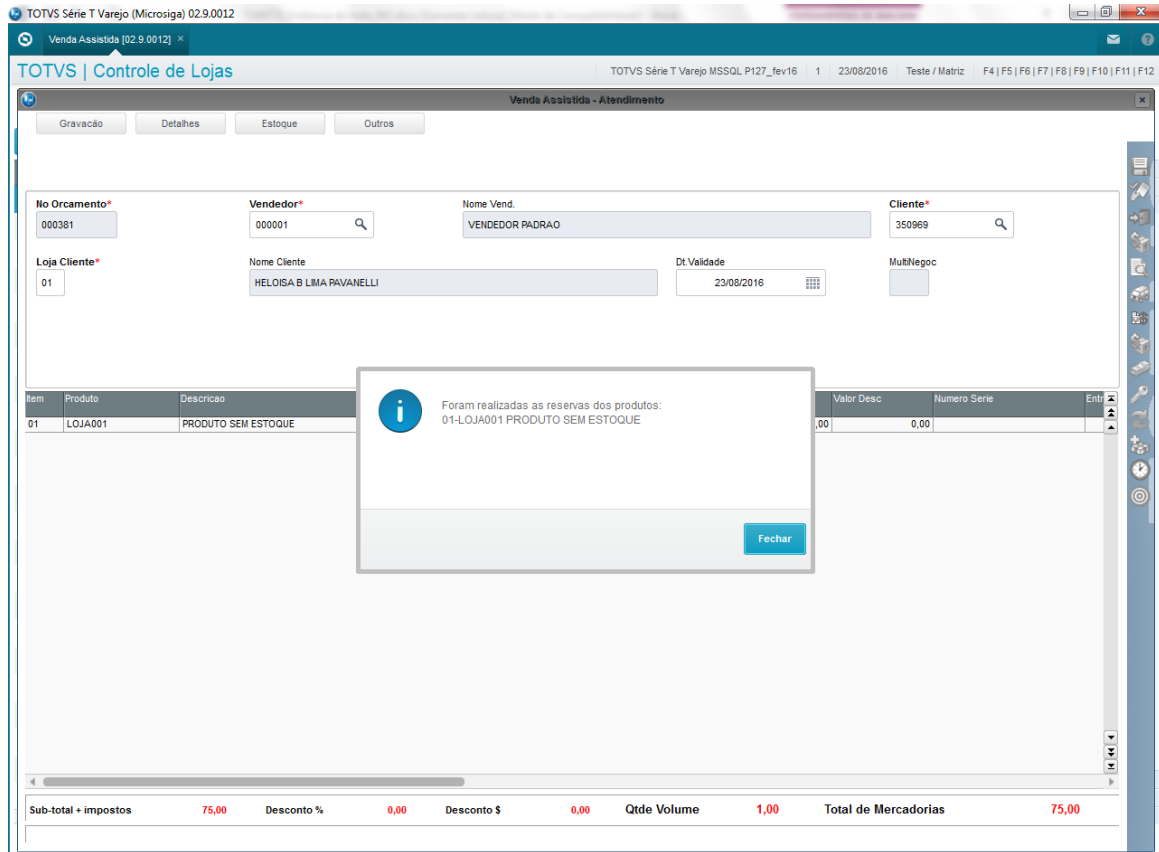 TOTVS Série T Varejo (Microsiga) 02.9.0012
Venda Assistida [02.9.0012] ×
TOTVS | Controle de Lojas
TOTVS Série T Varejo MSSQL P127_fev16 1 23/08/2016 Teste / Matriz F4 | F5 | F6 | F7 | F8 | F9 | F10 | F11 | F12
Venda Assistida - Atendimento
Gravacão Detalhes Estoque Outros
No Orcamento* Vendedor* Nome Vend. Cliente*
000381 000001 VENDEDOR PADRAO 350969
Loja Cliente* Nome Cliente Dt.Validade MultiNegoc
01 HELOISA B LIMA PAVANELLI 23/08/2016
Item Produto Descricao Valor Desc Numero Serie Entr
01 LOJA001 PRODUTO SEM ESTOQUE ,00 0,00
Foram realizadas as reservas dos produtos:
01-LOJA001 PRODUTO SEM ESTOQUE
Fechar
Sub-total + impostos 75,00 Desconto % 0,00 Desconto $ 0,00 Qtde Volume 1,00 Total de Mercadorias 75,00